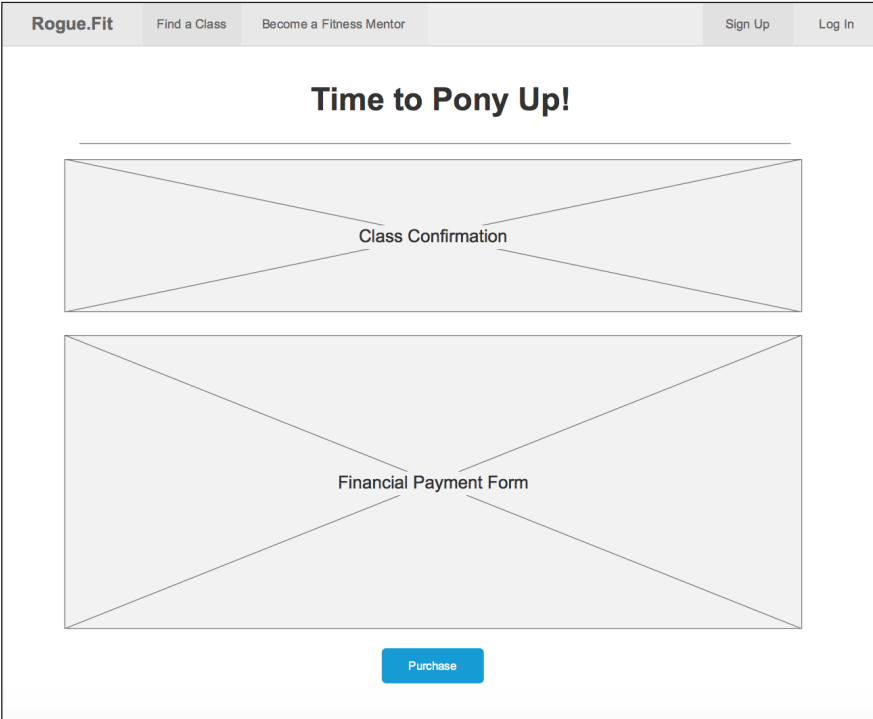 Rogue.Fit Find a Class Become a Fitness Mentor Sign Up Log In
Time to Pony Up!
Class Confirmation
Financial Payment Form
Purchase